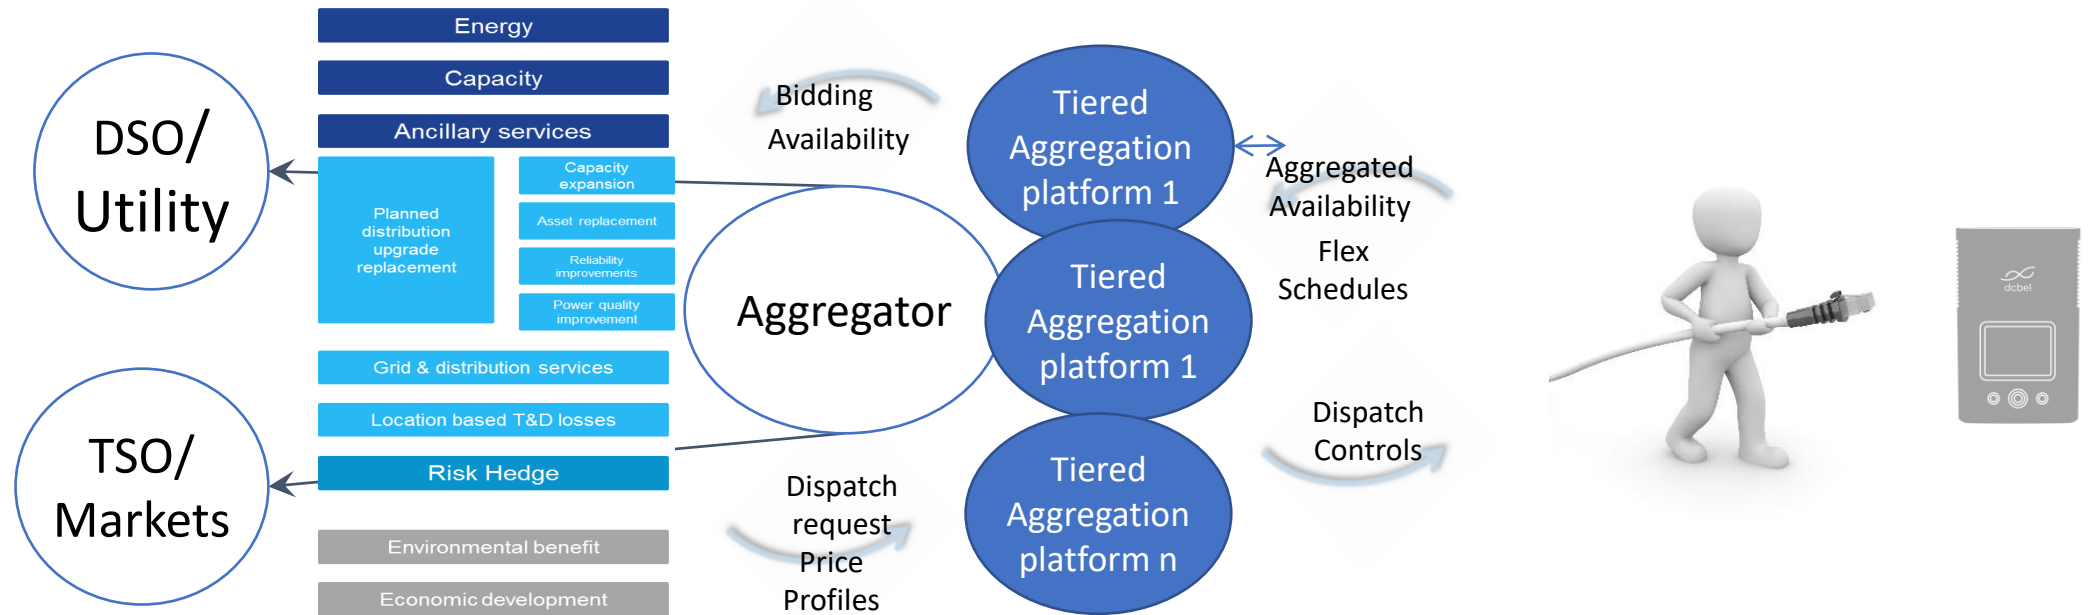 DSO/
Utility
TSO/
Markets
Energy
Capacity
Ancillary services
Planned
distribution
upgrade
replacement
Capacity
expansion
Asset replacement
Reliability
improvements
Power quality
improvement
Grid & distribution services
Location based T&D losses
Risk Hedge
Environmental benefit
Economic development
Aggregator
Bidding
Availability
Dispatch
request
Price
Profiles
Tiered
Aggregation
platform 1
Tiered
Aggregation
platform 1
Tiered
Aggregation
platform n
Aggregated
Availability
Flex
Schedules
Dispatch
Controls
dcbel